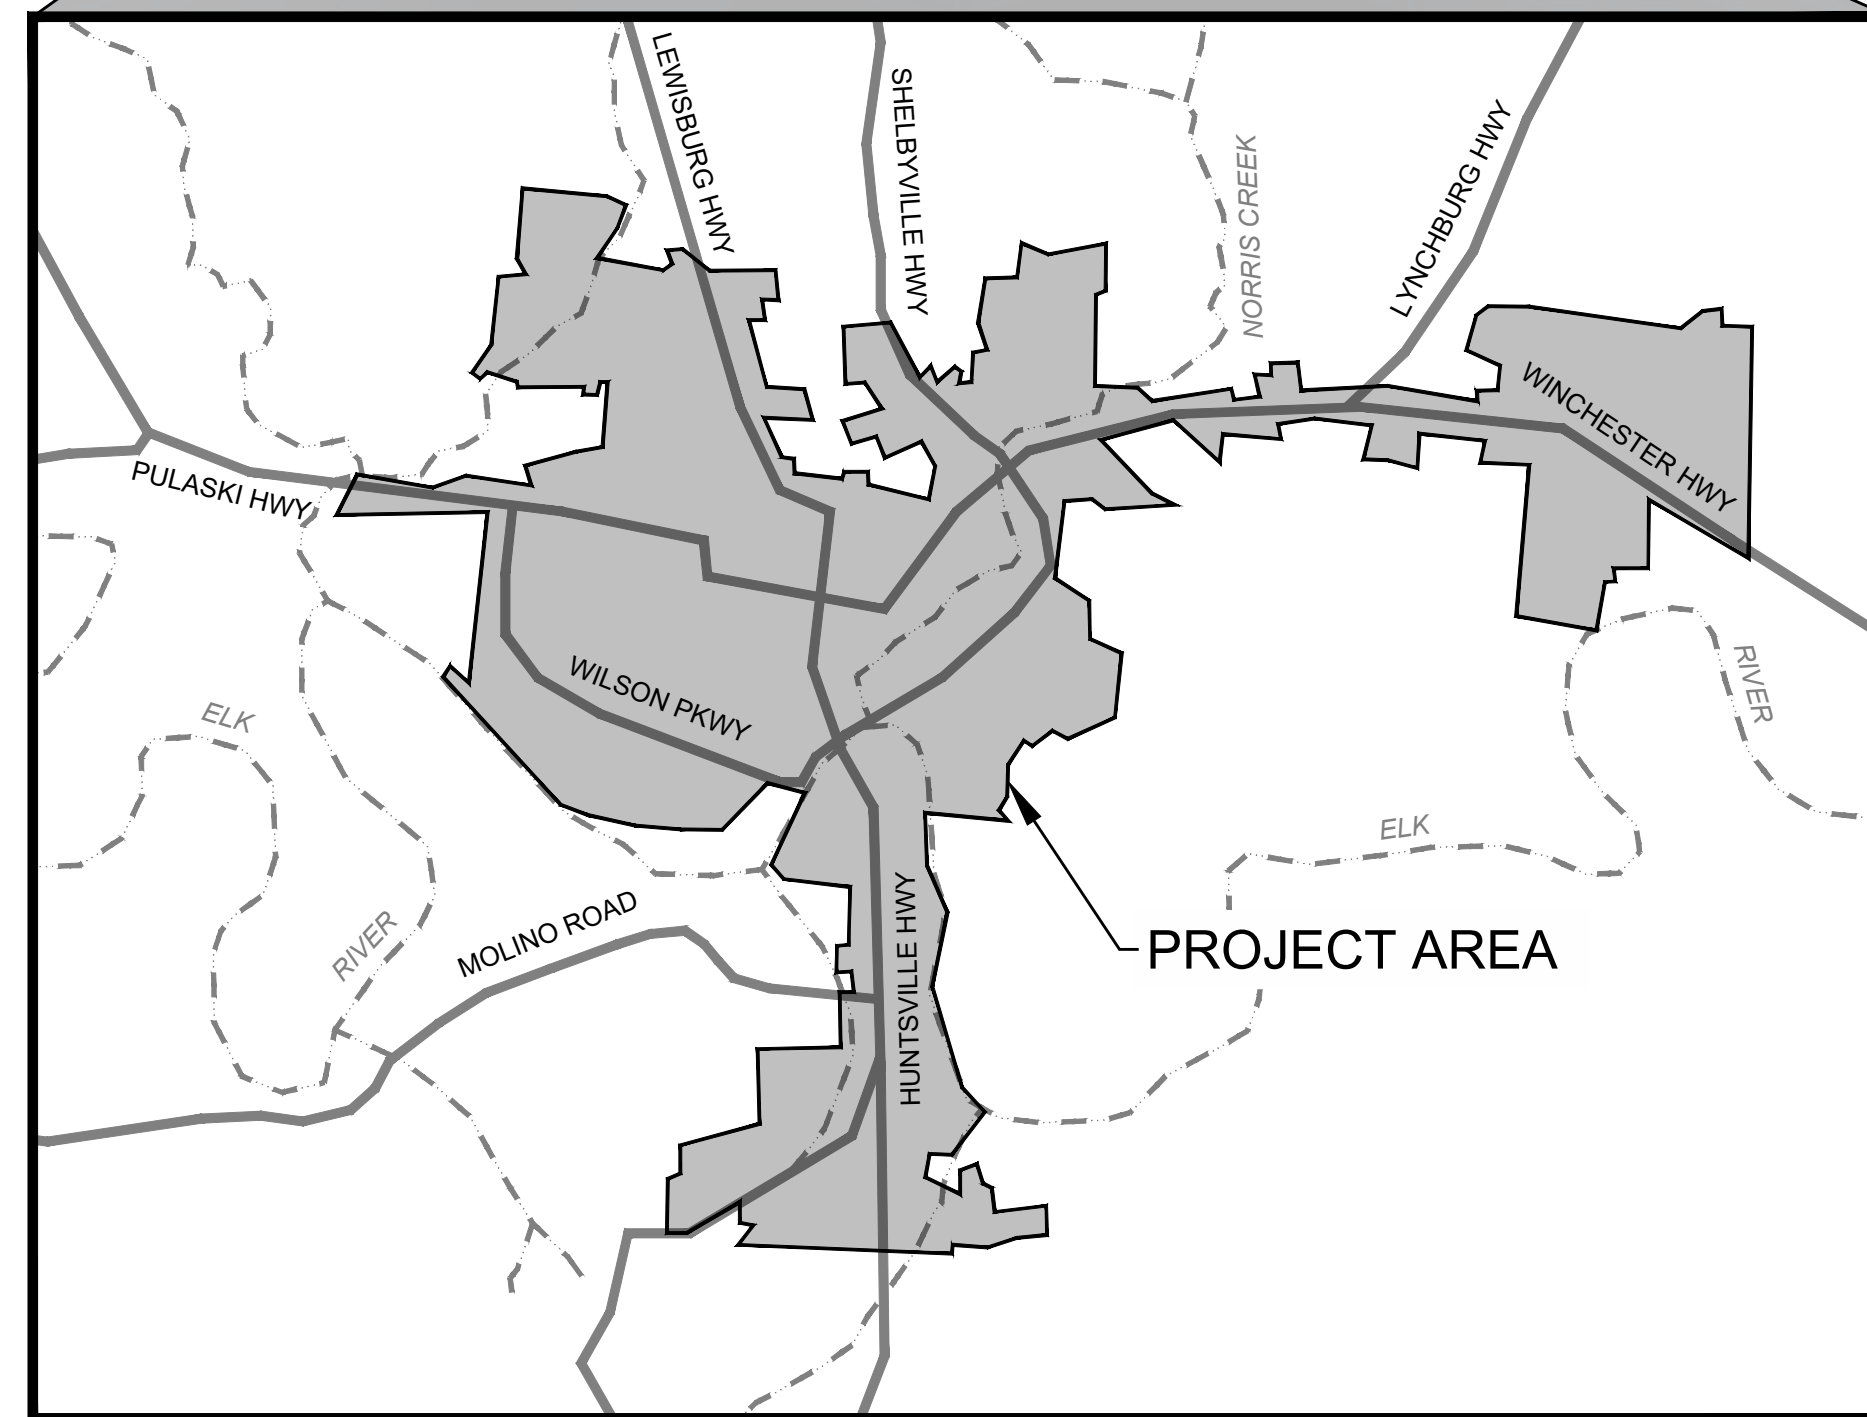 LEWISBURG HWY
SHELBYVILLE HWY
NORRIS CREEK
LYNCHBURG HWY
WINCHESTER HWY
PULASKI HWY
WILSON PKWY
ELK
RIVER
ELK
RIVER
MOLINO ROAD
HUNTSVILLE HWY
PROJECT AREA